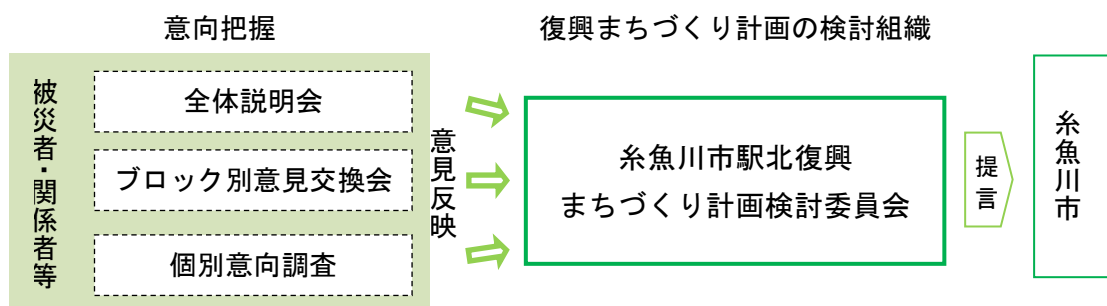 意向把握
復興まちづくり計画の検討組織
被災者・関係者等
全体説明会
ブロック別意見交換会
個別意向調査
意見反映
糸魚川市駅北復興
まちづくり計画検討委員会
提言
糸魚川市